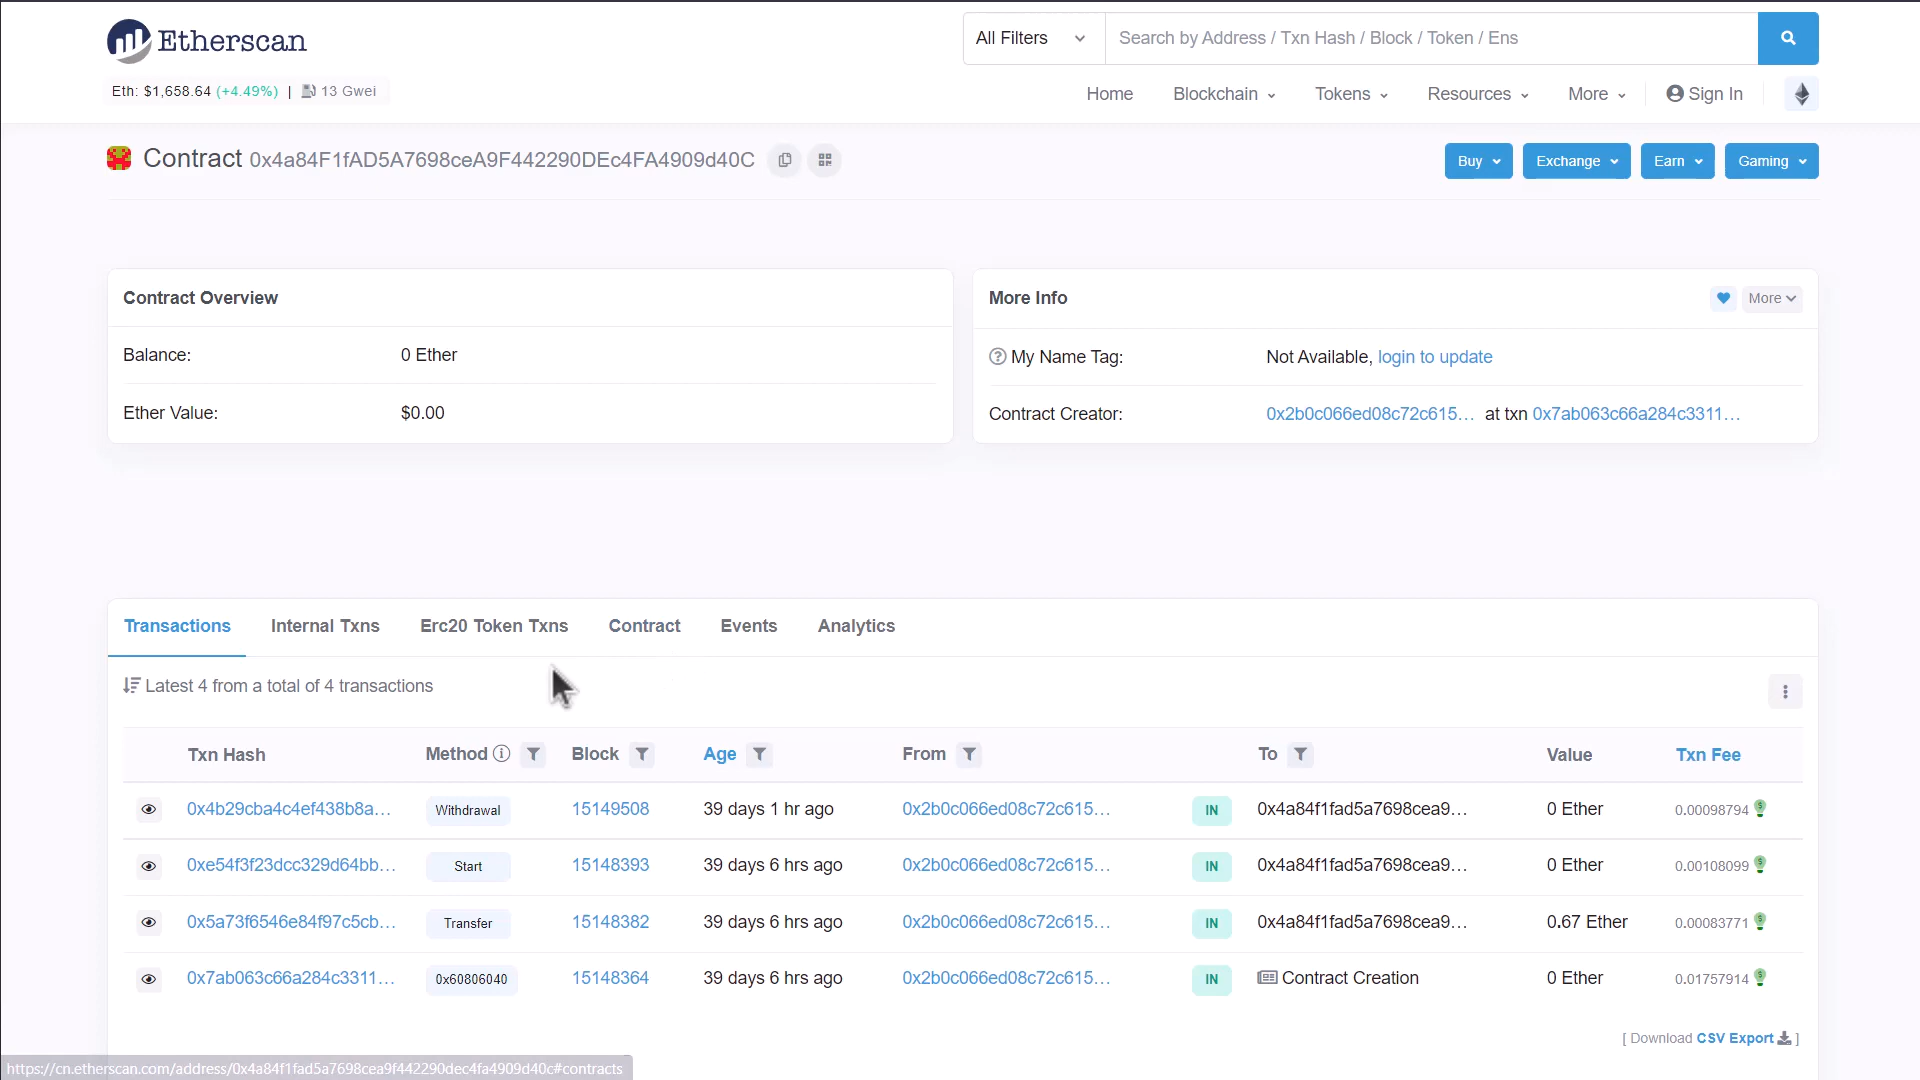 Etherscan
All Filters
Search by Address / Txn Hash / Block / Token / Ens
Eth: $1,658.64 (+4.49%) | 13 Gwei
Home Blockchain Tokens Resources More Sign In
Contract 0x4a84F1fAD5A7698ceA9F442290DEc4FA4909d40C
Buy Exchange Earn Gaming
Contract Overview
Balance: 0 Ether
Ether Value: $0.00
More Info
More
My Name Tag: Not Available, login to update
Contract Creator: 0x2b0c066ed08c72c615... at txn 0x7ab063c66a284c3311...
Transactions Internal Txns Erc20 Token Txns Contract Events Analytics
Latest 4 from a total of 4 transactions
Txn Hash Method Block Age From To Value Txn Fee
0x4b29cba4c4ef438b8a... Withdrawal 15149508 39 days 1 hr ago 0x2b0c066ed08c72c615... IN 0x4a84f1fad5a7698cea9... 0 Ether 0.00098794
0xe54f3f23dcc329d64bb... Start 15148393 39 days 6 hrs ago 0x2b0c066ed08c72c615... IN 0x4a84f1fad5a7698cea9... 0 Ether 0.00108099
0x5a73f6546e84f97c5cb... Transfer 15148382 39 days 6 hrs ago 0x2b0c066ed08c72c615... IN 0x4a84f1fad5a7698cea9... 0.67 Ether 0.00083771
0x7ab063c66a284c3311... 0x60806040 15148364 39 days 6 hrs ago 0x2b0c066ed08c72c615... IN Contract Creation 0 Ether 0.01757914
[ Download CSV Export ]
https://cn.etherscan.com/address/0x4a84f1fad5a7698cea9f442290dec4fa4909d40c#contracts